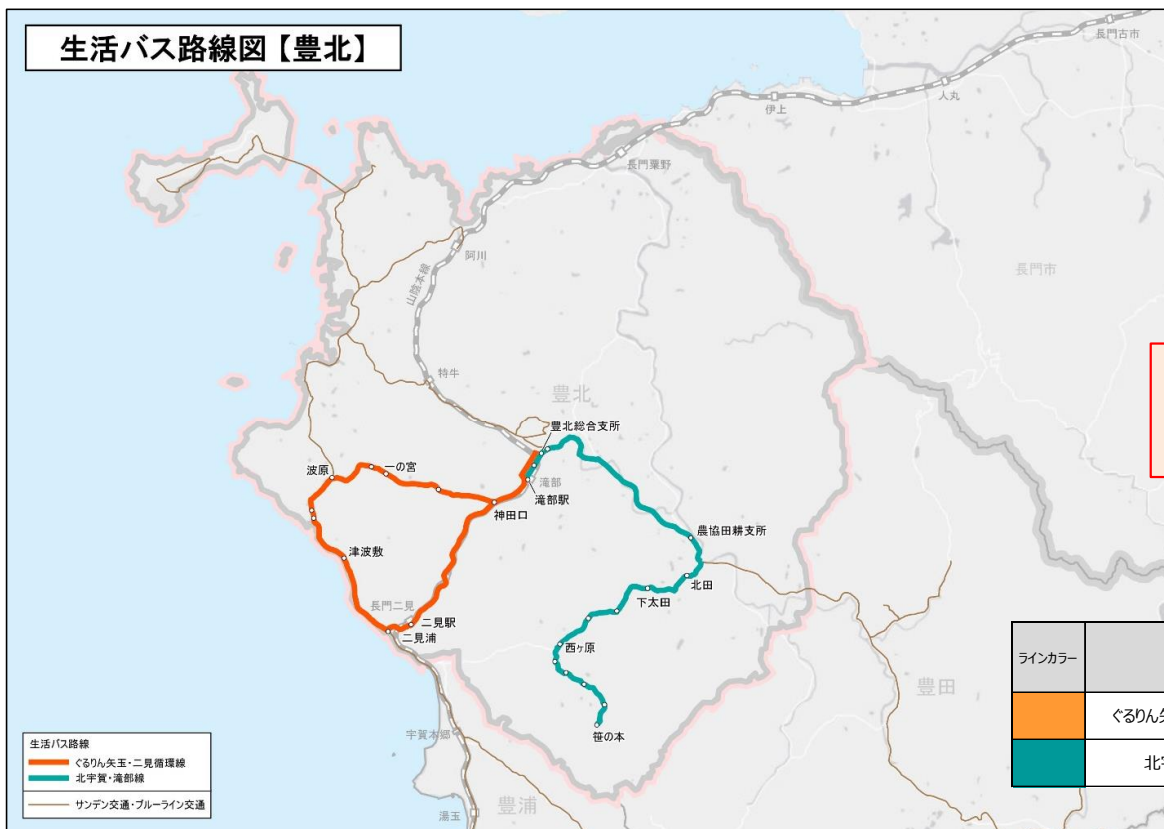 生活バス路線図【豊北】
長門古市
人丸
伊上
長門粟野
阿川
山陰本線
長門市
特牛
豊北
豊北総合支所
波原
一の宮
滝部
滝部駅
神田口
農協田耕支所
津波敷
北田
下太田
長門二見
二見駅
二見浦
西ヶ原
豊田
笹の本
宇賀本郷
豊浦
湯玉
生活バス路線
ぐるりん矢玉・二見循環線
北宇賀・滝部線
サンデン交通・ブルーライン交通
ラインカラー
ぐるりん矢
北宇